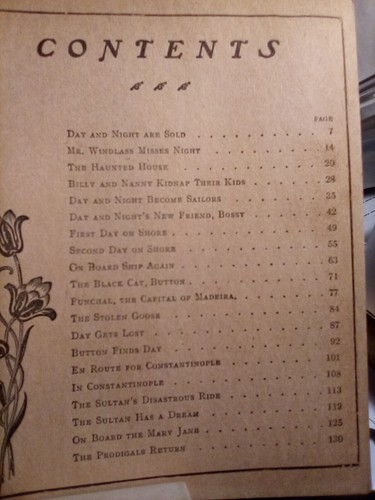 CONTENTS
PAGE
DAY AND NIGHT ARE SOLD . . . . . . . . . . 7
MR. WINDLASS MISSES NIGHT . . . . . . . . . 14
THE HAUNTED HOUSE . . . . . . . . . . . 20
BILLY AND NANNY KIDNAP THEIR KIDS . . . . . . 28
DAY AND NIGHT BECOME SAILORS . . . . . . . . 35
DAY AND NIGHT'S NEW FRIEND, BOSSY . . . . . . 42
FIRST DAY ON SHORE . . . . . . . . . . . 49
SECOND DAY ON SHORE . . . . . . . . . . 55
ON BOARD SHIP AGAIN . . . . . . . . . . 63
THE BLACK CAT, BUTTON . . . . . . . . . . 71
FUNCHAL, THE CAPITAL OF MADEIRA, . . . . . . 77
THE STOLEN GOOSE . . . . . . . . . . . 84
DAY GETS LOST . . . . . . . . . . . . 87
BUTTON FINDS DAY . . . . . . . . . . . 92
EN ROUTE FOR CONSTANTINOPLE . . . . . . . . 101
IN CONSTANTINOPLE . . . . . . . . . . . 108
THE SULTAN'S DISASTROUS RIDE . . . . . . . . 113
THE SULTAN HAS A DREAM . . . . . . . . . 119
ON BOARD THE MARY JANE . . . . . . . . . 125
THE PRODIGALS RETURN . . . . . . . . . . 130